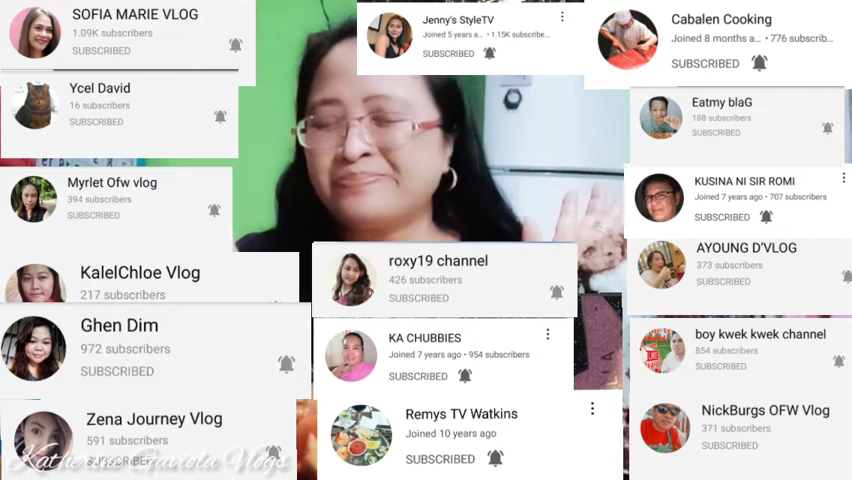 SOFIA MARIE VLOG
1.09K subscribers
SUBSCRIBED
Ycel David
16 subscribers
SUBSCRIBED
Myrlet Ofw vlog
394 subscribers
SUBSCRIBED
KalelChloe Vlog
217 subscribers
Ghen Dim
972 subscribers
SUBSCRIBED
Zena Journey Vlog
591 subscribers
SUBSCRIBED
Katherine Gaviola Vlogs
Jenny's StyleTV
Joined 5 years a... • 1.15K subscribe...
SUBSCRIBED
roxy19 channel
426 subscribers
SUBSCRIBED
KA CHUBBIES
Joined 7 years ago • 954 subscribers
SUBSCRIBED
Remys TV Watkins
Joined 10 years ago
SUBSCRIBED
Cabalen Cooking
Joined 8 months a... • 776 subscrib...
SUBSCRIBED
Eatmy blaG
188 subscribers
SUBSCRIBED
KUSINA NI SIR ROMI
Joined 7 years ago • 707 subscribers
SUBSCRIBED
AYOUNG D'VLOG
373 subscribers
SUBSCRIBED
boy kwek kwek channel
854 subscribers
SUBSCRIBED
NickBurgs OFW Vlog
371 subscribers
SUBSCRIBED